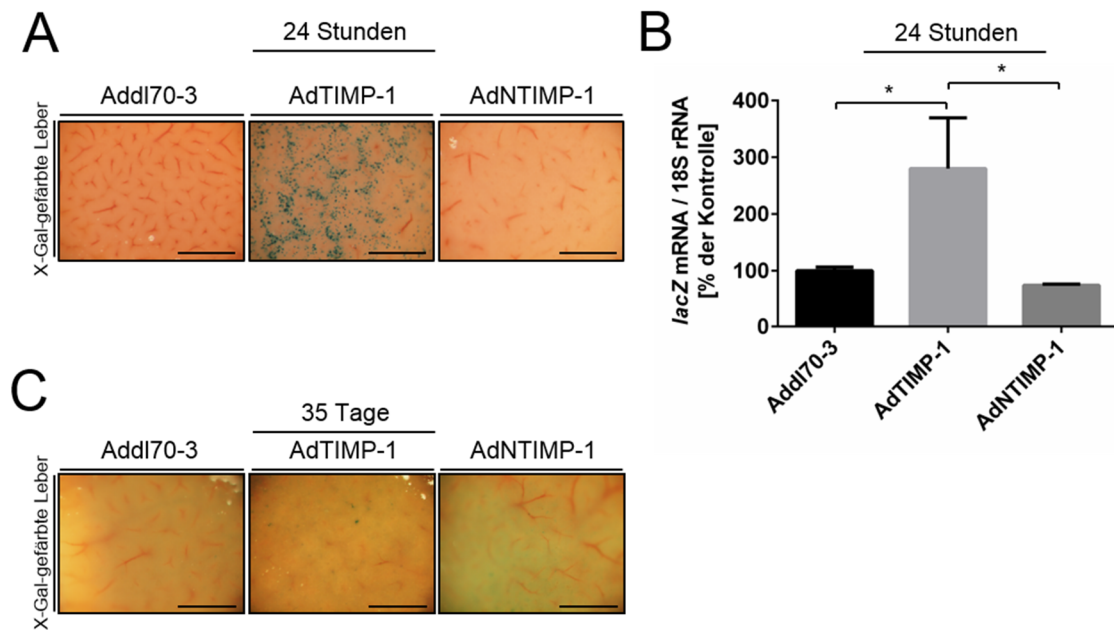 A
24 Stunden
Addl70-3
AdTIMP-1
AdNTIMP-1
X-Gal-gefärbte Leber
B
24 Stunden
*
*
lacZ mRNA / 18S rRNA
[% der Kontrolle]
400
300
200
100
0
Addl70-3
AdTIMP-1
AdNTIMP-1
C
35 Tage
Addl70-3
AdTIMP-1
AdNTIMP-1
X-Gal-gefärbte Leber